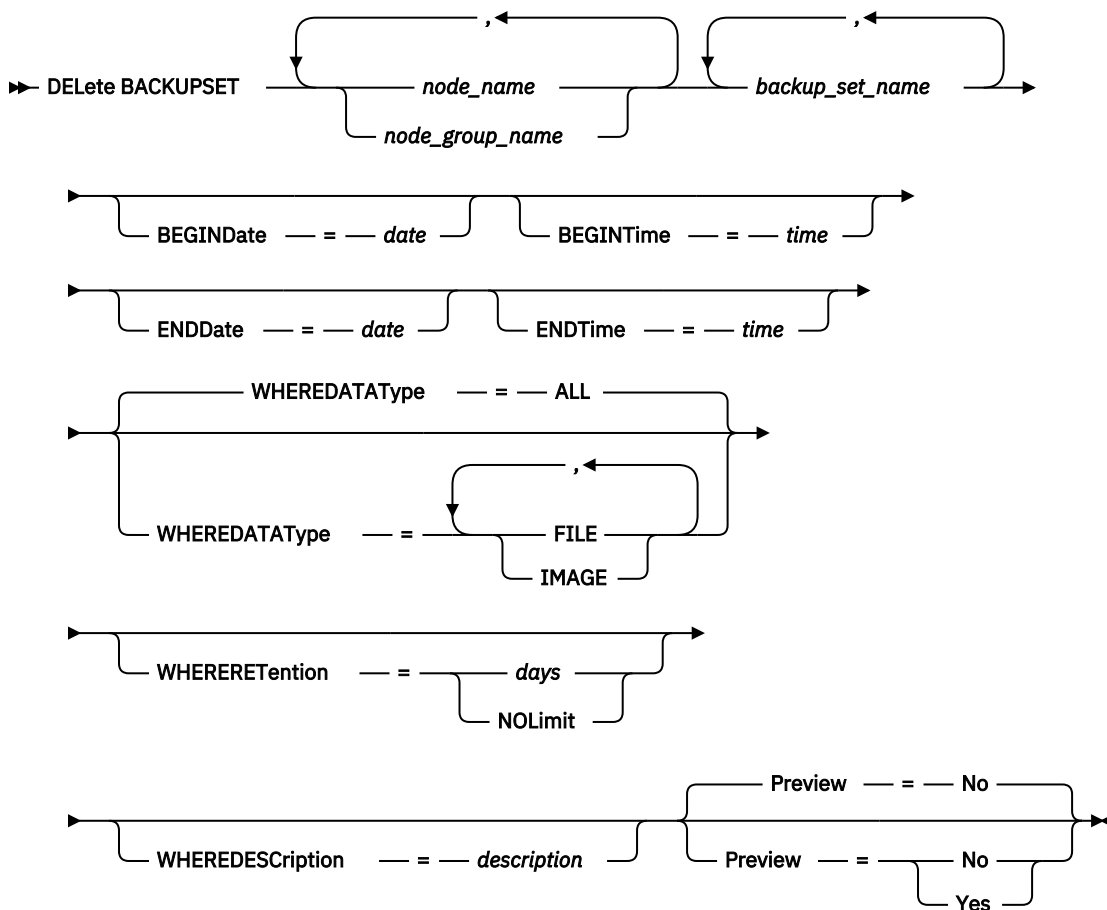 ,
,
DELete BACKUPSET node_name backup_set_name
node_group_name
BEGINDate = date BEGINTime = time
ENDDate = date ENDTime = time
WHEREDATAType = ALL
,
WHEREDATAType = FILE
IMAGE
WHERERETention = days
NOLimit
Preview = No
WHEREDESCription = description Preview = No
Yes